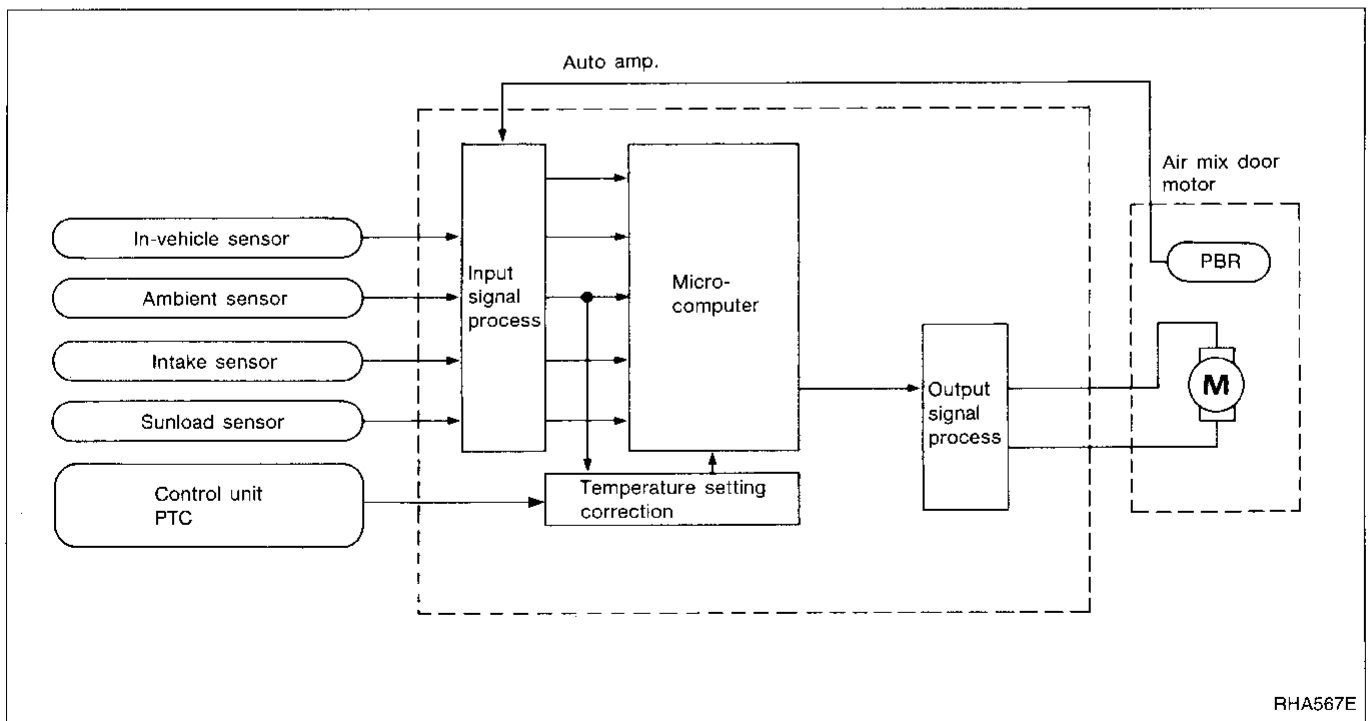 Auto amp.
Air mix door
motor
In-vehicle sensor
Ambient sensor
Intake sensor
Sunload sensor
Control unit
PTC
Input
signal
process
Micro-
computer
Temperature setting
correction
Output
signal
process
PBR
M
RHA567E